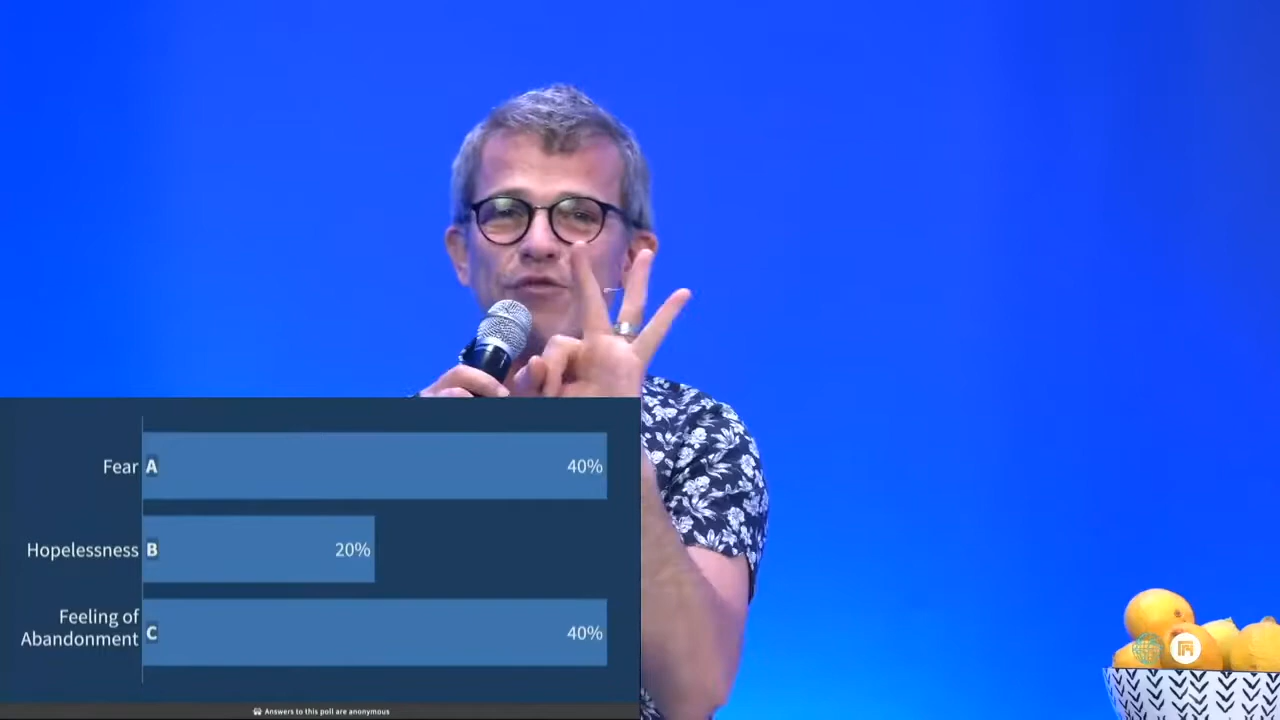 Fear A 40%
Hopelessness B 20%
Feeling of
Abandonment C 40%
Answers to this poll are anonymous